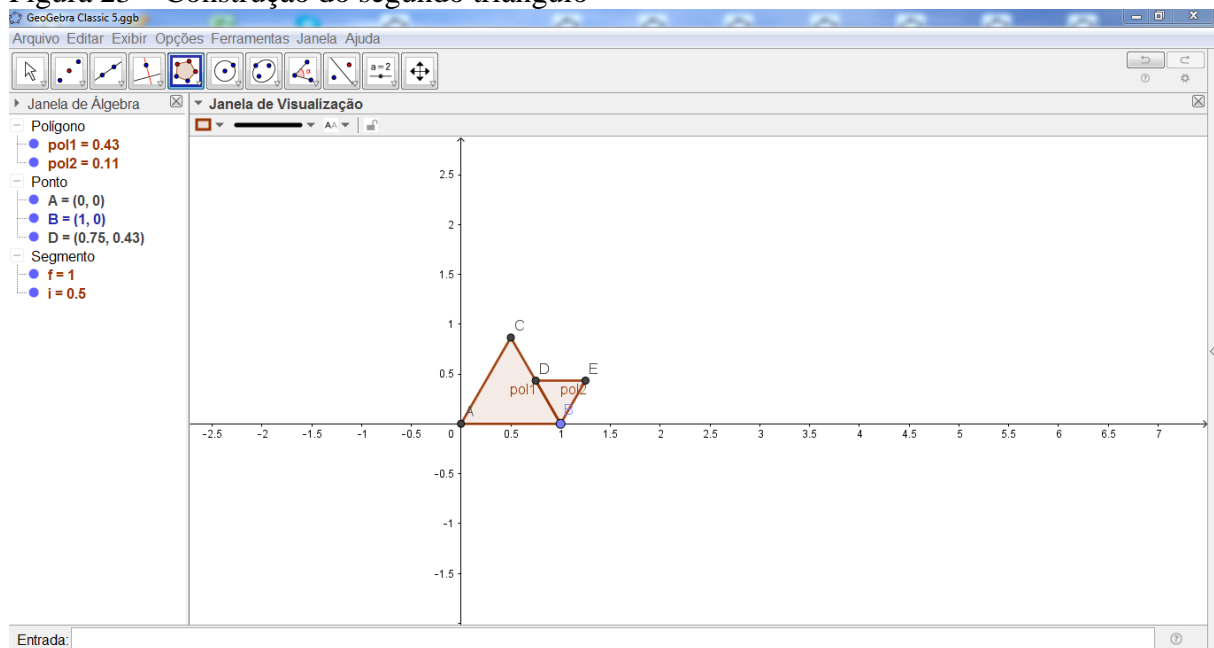 Figura 23 – Construção do segundo triângulo
GeoGebra Classic 5.ggb
Arquivo Editar Exibir Opções Ferramentas Janela Ajuda
a=2
Janela de Álgebra
Janela de Visualização
AA
Polígono
pol1 = 0.43
pol2 = 0.11
Ponto
A = (0, 0)
B = (1, 0)
D = (0.75, 0.43)
Segmento
f = 1
i = 0.5
2.5
2
1.5
1
C
0.5
D
E
pol1
pol2
A
B
-2.5 -2 -1.5 -1 -0.5 0 0.5 1 1.5 2 2.5 3 3.5 4 4.5 5 5.5 6 6.5 7
-0.5
-1
-1.5
Entrada: